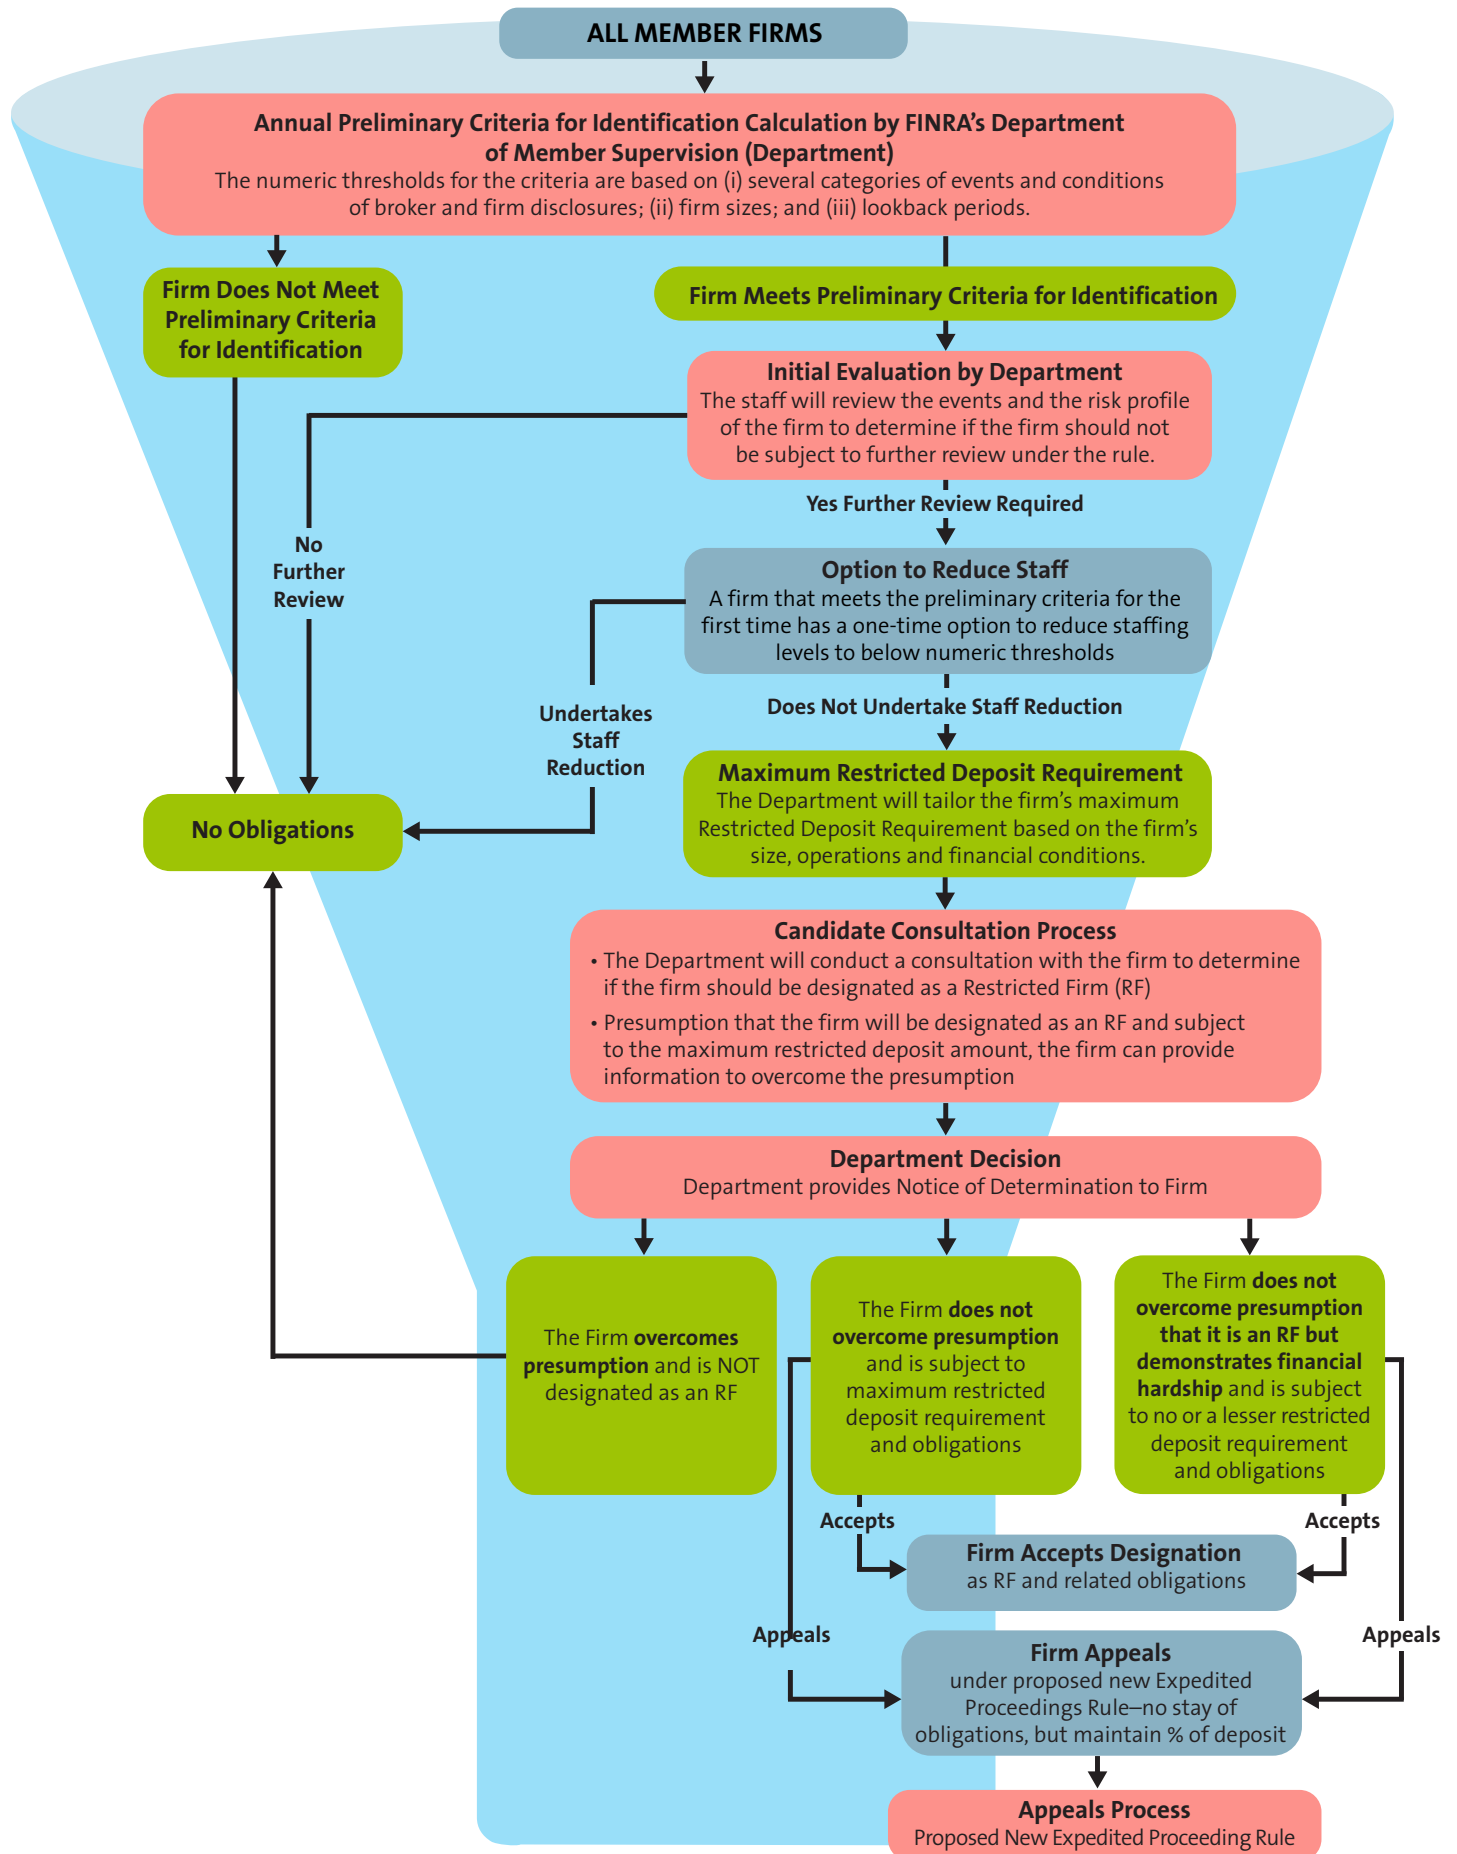 ALL MEMBER FIRMS
Annual Preliminary Criteria for Identification Calculation by FINRA's Department
of Member Supervision (Department)
The numeric thresholds for the criteria are based on (i) several categories of events and conditions
of broker and firm disclosures; (ii) firm sizes; and (iii) lookback periods.
Firm Does Not Meet
Preliminary Criteria
for Identification
Firm Meets Preliminary Criteria for Identification
Initial Evaluation by Department
The staff will review the events and the risk profile
of the firm to determine if the firm should not
be subject to further review under the rule.
Yes Further Review Required
No
Further
Review
Option to Reduce Staff
A firm that meets the preliminary criteria for the
first time has a one-time option to reduce staffing
levels to below numeric thresholds
Undertakes
Staff
Reduction
Does Not Undertake Staff Reduction
Maximum Restricted Deposit Requirement
The Department will tailor the firm's maximum
Restricted Deposit Requirement based on the firm's
size, operations and financial conditions.
No Obligations
Candidate Consultation Process
• The Department will conduct a consultation with the firm to determine
if the firm should be designated as a Restricted Firm (RF)
• Presumption that the firm will be designated as an RF and subject
to the maximum restricted deposit amount, the firm can provide
information to overcome the presumption
Department Decision
Department provides Notice of Determination to Firm
The Firm overcomes
presumption and is NOT
designated as an RF
The Firm does not
overcome presumption
and is subject to
maximum restricted
deposit requirement
and obligations
The Firm does not
overcome presumption
that it is an RF but
demonstrates financial
hardship and is subject
to no or a lesser restricted
deposit requirement
and obligations
Accepts
Accepts
Firm Accepts Designation
as RF and related obligations
Appeals
Appeals
Firm Appeals
under proposed new Expedited
Proceedings Rule–no stay of
obligations, but maintain % of deposit
Appeals Process
Proposed New Expedited Proceeding Rule